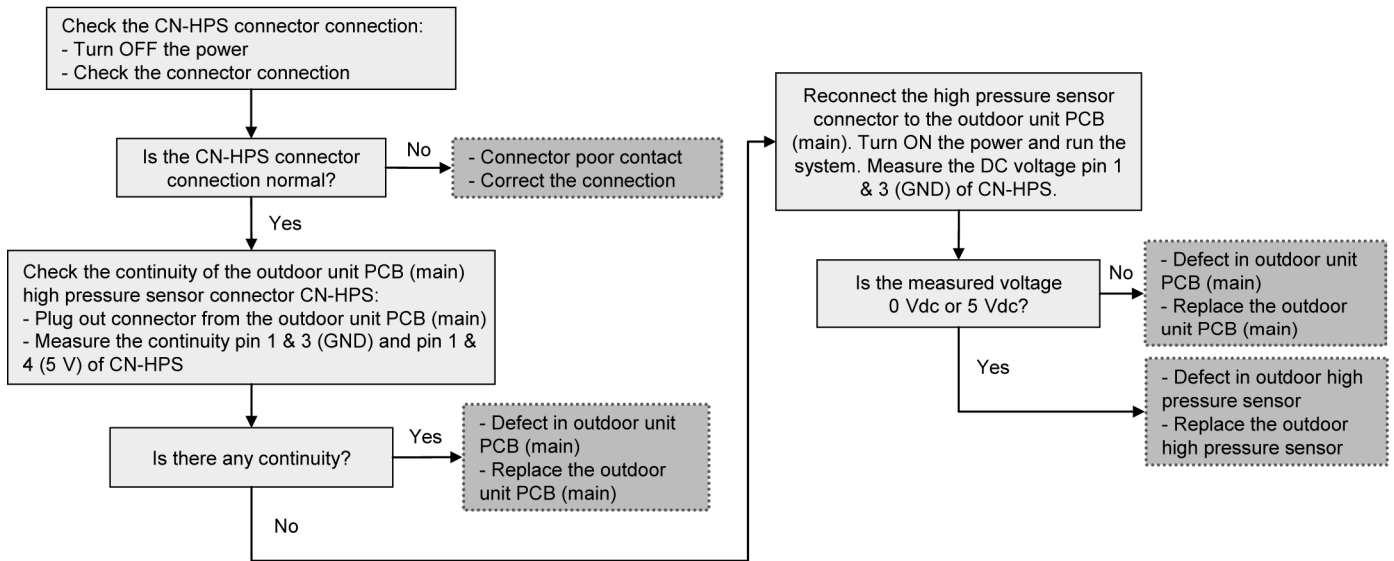 Check the CN-HPS connector connection:
- Turn OFF the power
- Check the connector connection
Is the CN-HPS connector
connection normal?
No
- Connector poor contact
- Correct the connection
Yes
Check the continuity of the outdoor unit PCB (main)
high pressure sensor connector CN-HPS:
- Plug out connector from the outdoor unit PCB (main)
- Measure the continuity pin 1 & 3 (GND) and pin 1 &
4 (5 V) of CN-HPS
Is there any continuity?
Yes
- Defect in outdoor unit
PCB (main)
- Replace the outdoor
unit PCB (main)
No
Reconnect the high pressure sensor
connector to the outdoor unit PCB
(main). Turn ON the power and run the
system. Measure the DC voltage pin 1
& 3 (GND) of CN-HPS.
Is the measured voltage
0 Vdc or 5 Vdc?
No
- Defect in outdoor unit
PCB (main)
- Replace the outdoor
unit PCB (main)
Yes
- Defect in outdoor high
pressure sensor
- Replace the outdoor
high pressure sensor